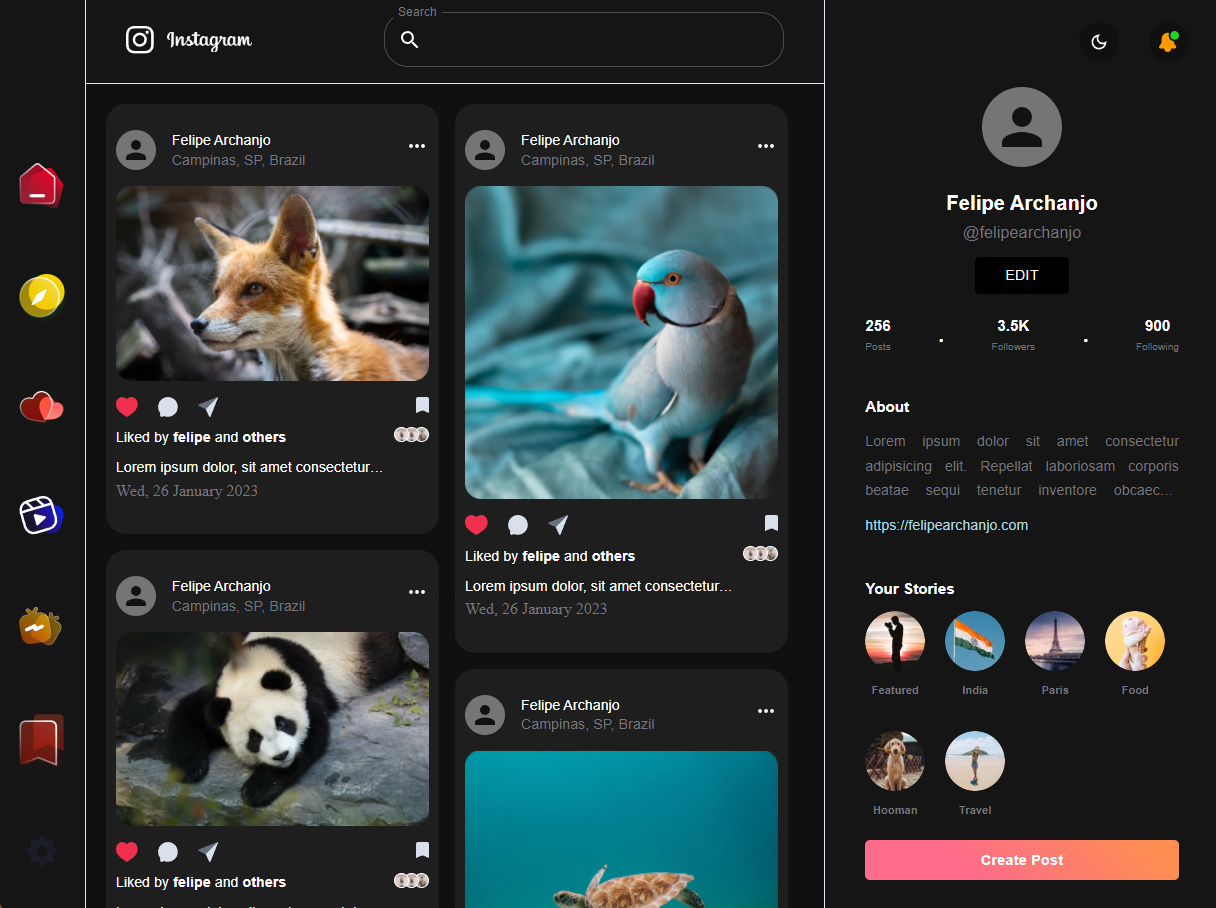 Instagram
Search
Felipe Archanjo
Campinas, SP, Brazil
Liked by felipe and others
Lorem ipsum dolor, sit amet consectetur…
Wed, 26 January 2023
Felipe Archanjo
Campinas, SP, Brazil
Liked by felipe and others
Felipe Archanjo
Campinas, SP, Brazil
Liked by felipe and others
Lorem ipsum dolor, sit amet consectetur…
Wed, 26 January 2023
Felipe Archanjo
Campinas, SP, Brazil
Felipe Archanjo
@felipearchanjo
EDIT
256 3.5K 900
Posts Followers Following
About
Lorem ipsum dolor sit amet consectetur
adipisicing elit. Repellat laboriosam corporis
beatae sequi tenetur inventore obcaec…
https://felipearchanjo.com
Your Stories
Featured India Paris Food
Hooman Travel
Create Post